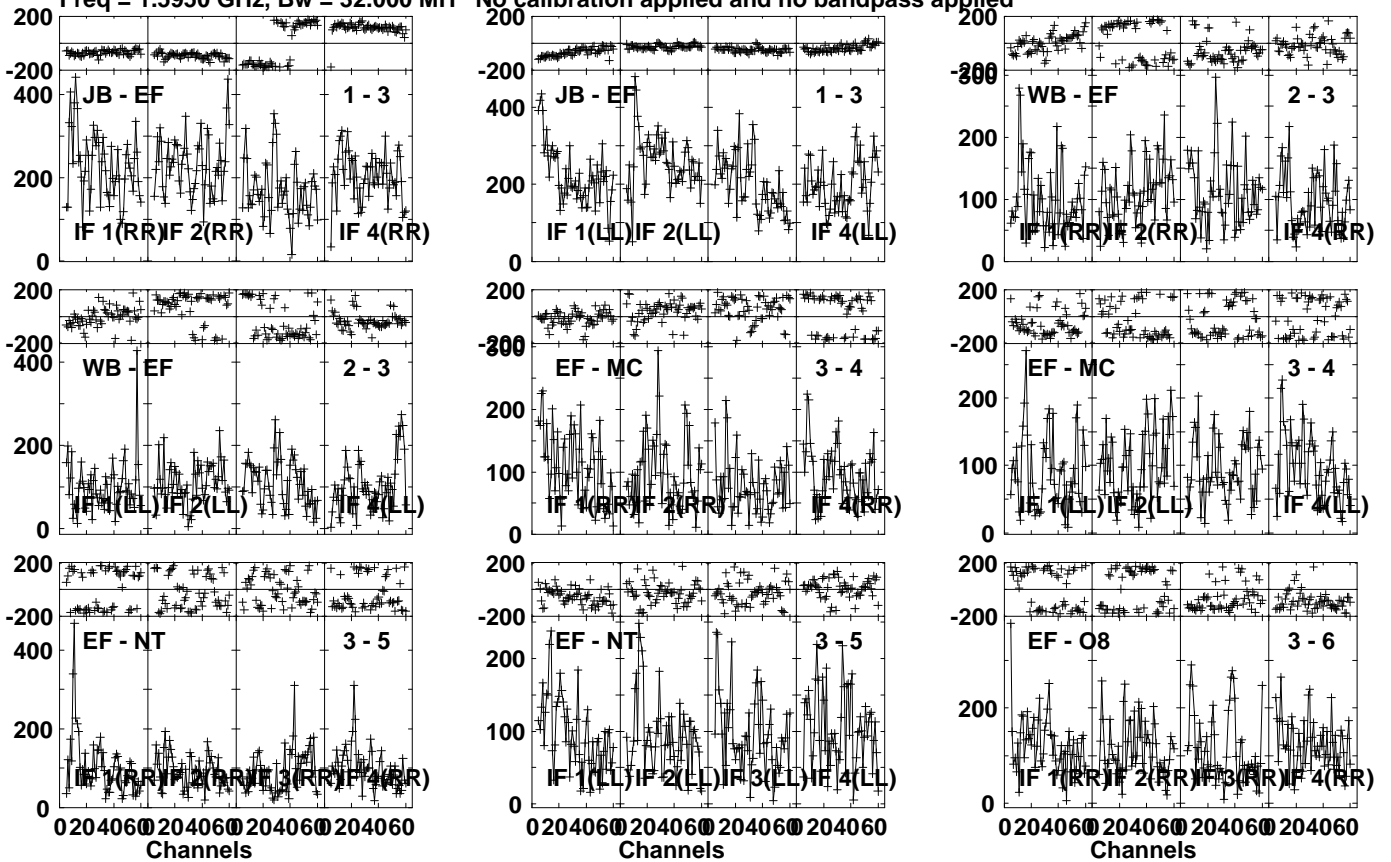 Freq = 1.5950 GHz, Bw = 32.000 MH No calibration applied and no bandpass applied
200
-200
400
200
0
JB - EF
1 - 3
IF 1(RR)
IF 2(RR)
IF 4(RR)
200
-200
400
300
200
100
0
JB - EF
1 - 3
IF 1(LL)
IF 2(LL)
IF 4(LL)
200
-200
300
200
100
0
WB - EF
2 - 3
IF 1(RR)
IF 2(RR)
IF 4(RR)
200
-200
400
200
0
WB - EF
2 - 3
IF 1(LL)
IF 2(LL)
IF 4(LL)
200
-200
300
200
100
0
EF - MC
3 - 4
IF 1(RR)
IF 2(RR)
IF 4(RR)
200
-200
200
100
0
EF - MC
3 - 4
IF 1(LL)
IF 2(LL)
IF 4(LL)
200
-200
400
200
0
EF - NT
3 - 5
IF 1(RR)
IF 2(RR)
IF 3(RR)
IF 4(RR)
0 20 40 60 0 20 40 60 0 20 40 60 0 20 40 60
Channels
200
-200
200
100
0
EF - NT
3 - 5
IF 1(LL)
IF 2(LL)
IF 3(LL)
IF 4(LL)
0 20 40 60 0 20 40 60 0 20 40 60 0 20 40 60
Channels
200
-200
200
0
EF - O8
3 - 6
IF 1(RR)
IF 2(RR)
IF 3(RR)
IF 4(RR)
0 20 40 60 0 20 40 60 0 20 40 60 0 20 40 60
Channels